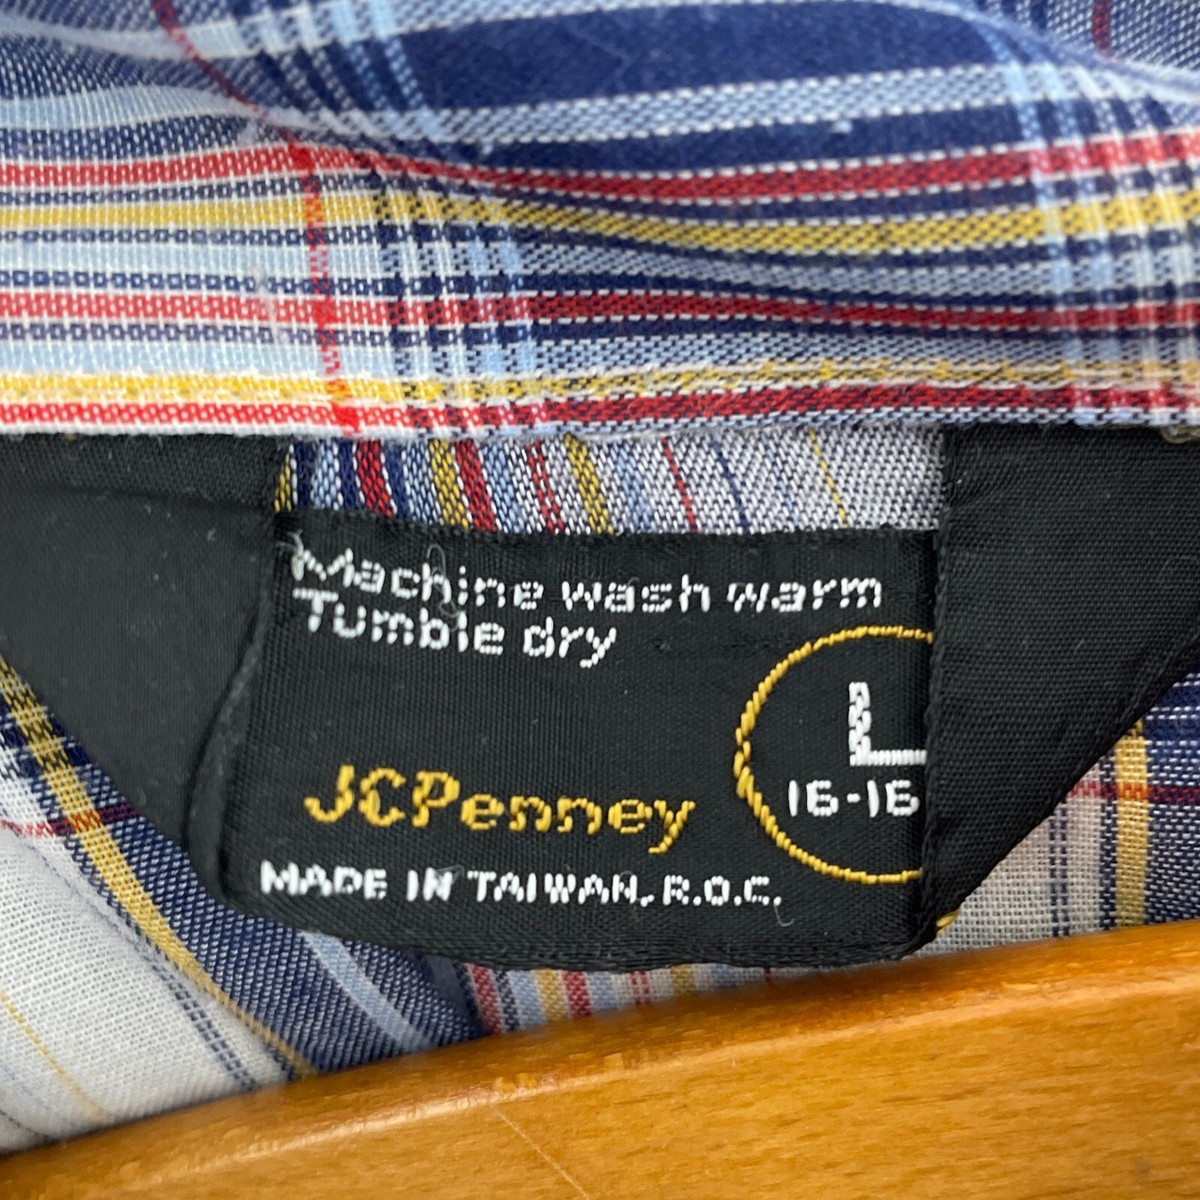 Machine wash warm
Tumble dry
L
16-16
JCPenney
MADE IN TAIWAN, R.O.C.